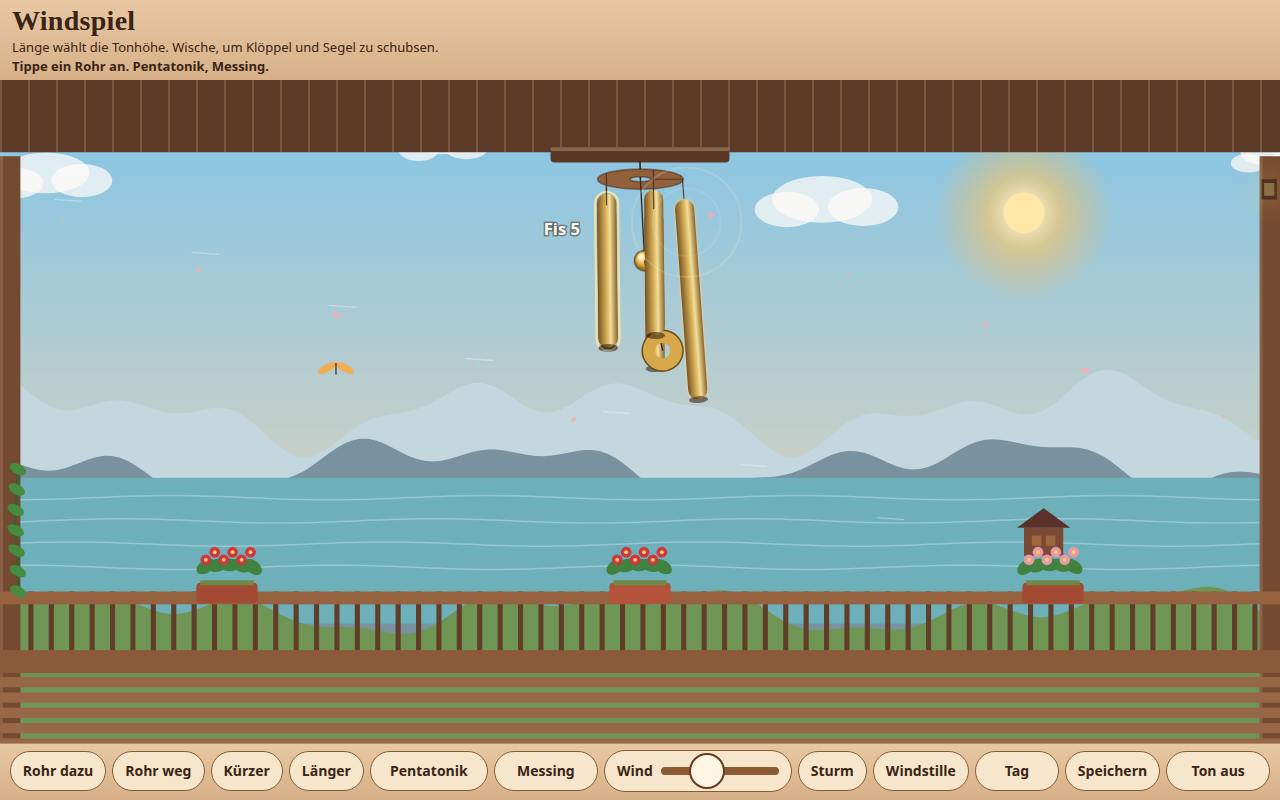 Windspiel
Länge wählt die Tonhöhe. Wische, um Klöppel und Segel zu schubsen.
Tippe ein Rohr an. Pentatonik, Messing.
Fis 5
Rohr dazu
Rohr weg
Kürzer
Länger
Pentatonik
Messing
Wind
Sturm
Windstille
Tag
Speichern
Ton aus